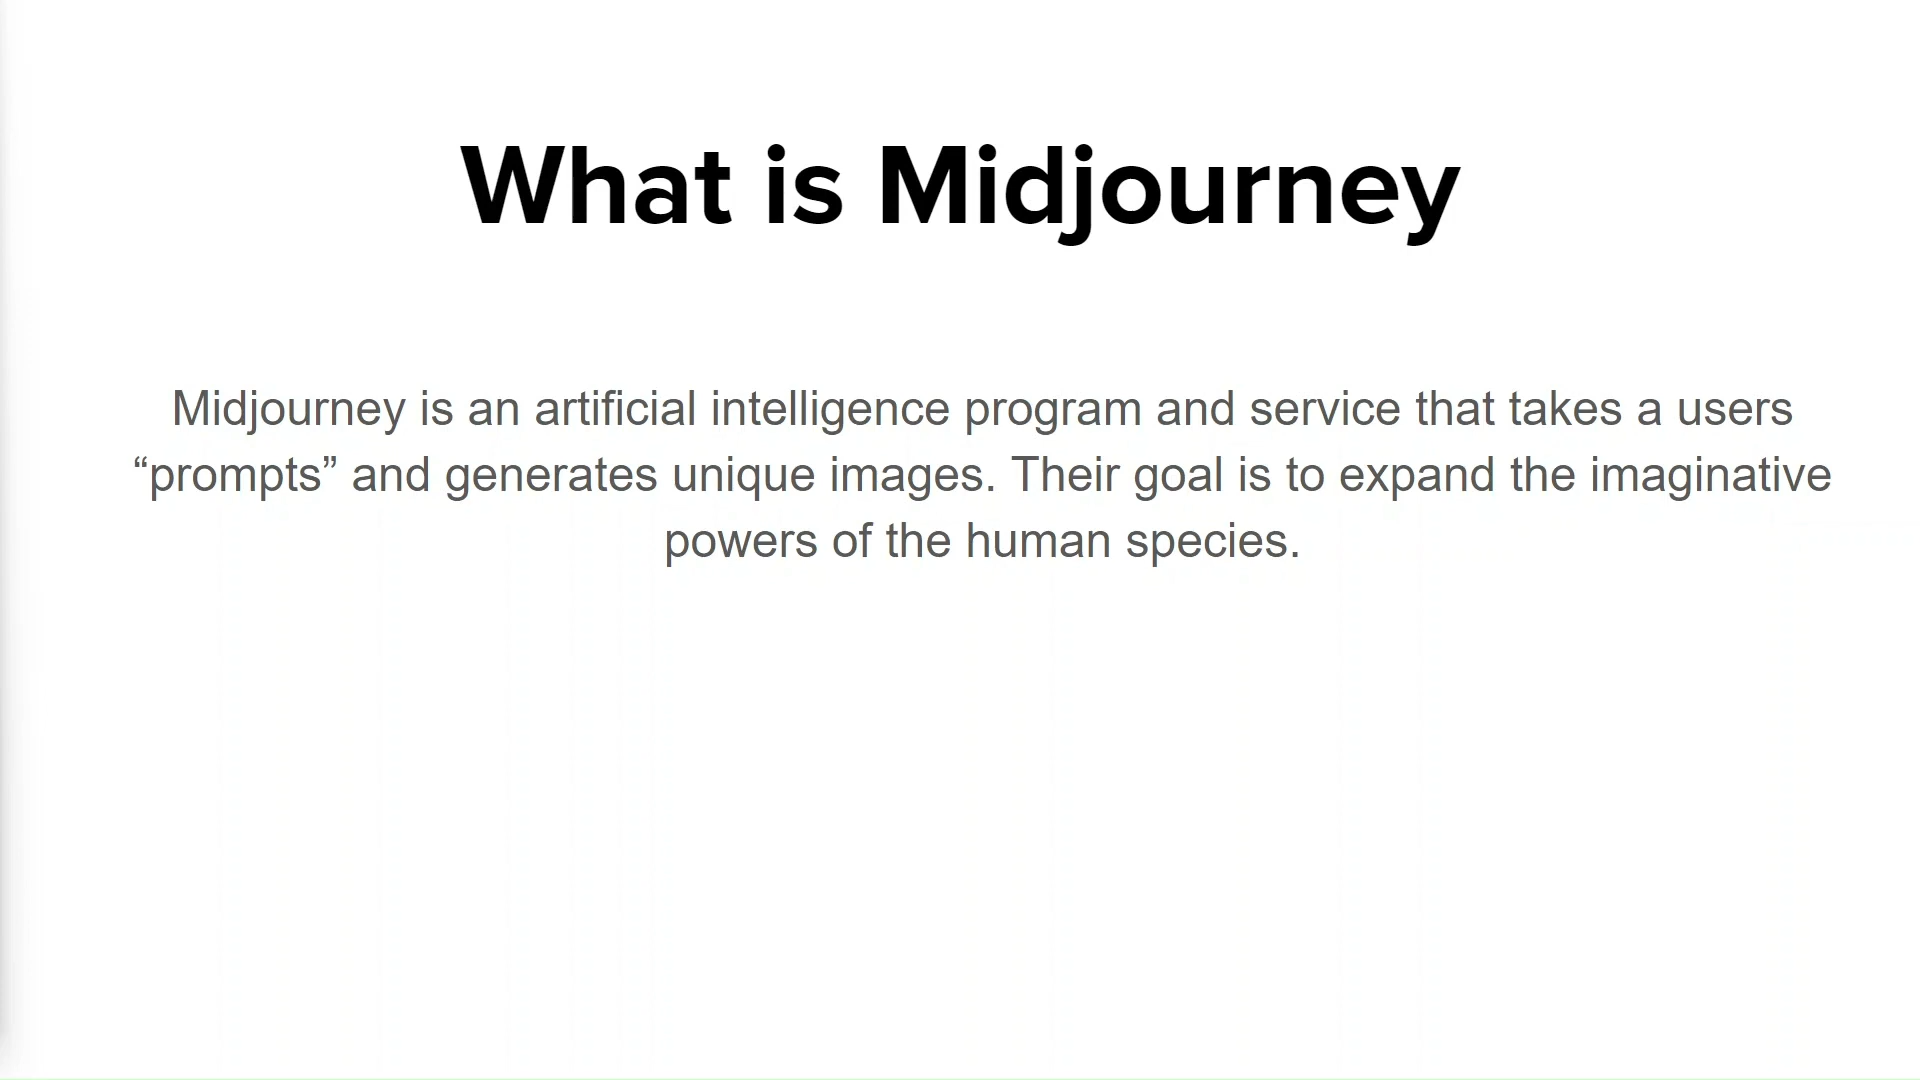 What is Midjourney
Midjourney is an artificial intelligence program and service that takes a users
“prompts” and generates unique images. Their goal is to expand the imaginative
powers of the human species.